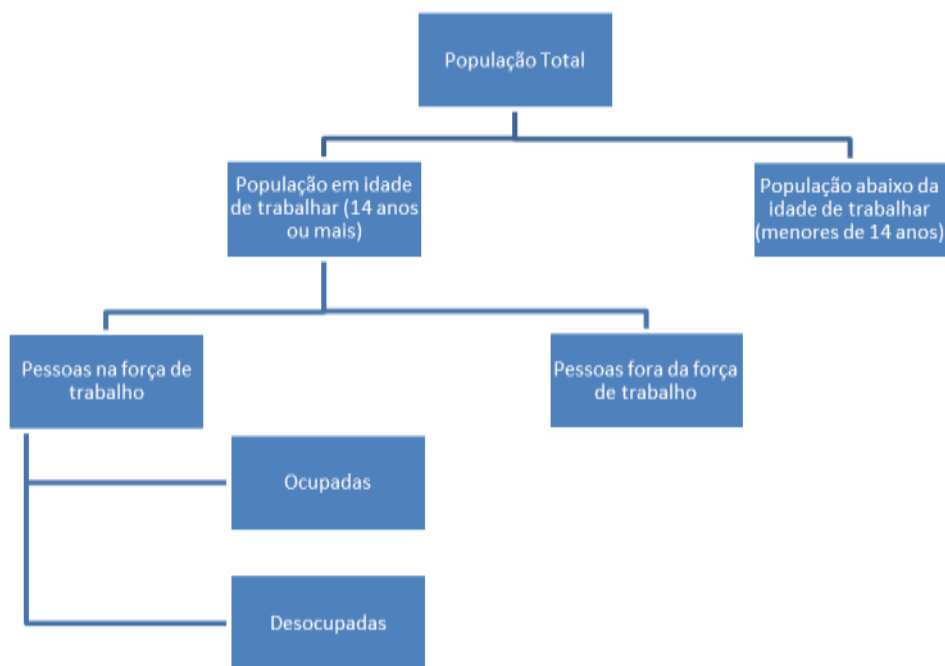 População Total
População em idade
de trabalhar (14 anos
ou mais)
População abaixo da
idade de trabalhar
(menores de 14 anos)
Pessoas na força de
trabalho
Pessoas fora da força
de trabalho
Ocupadas
Desocupadas